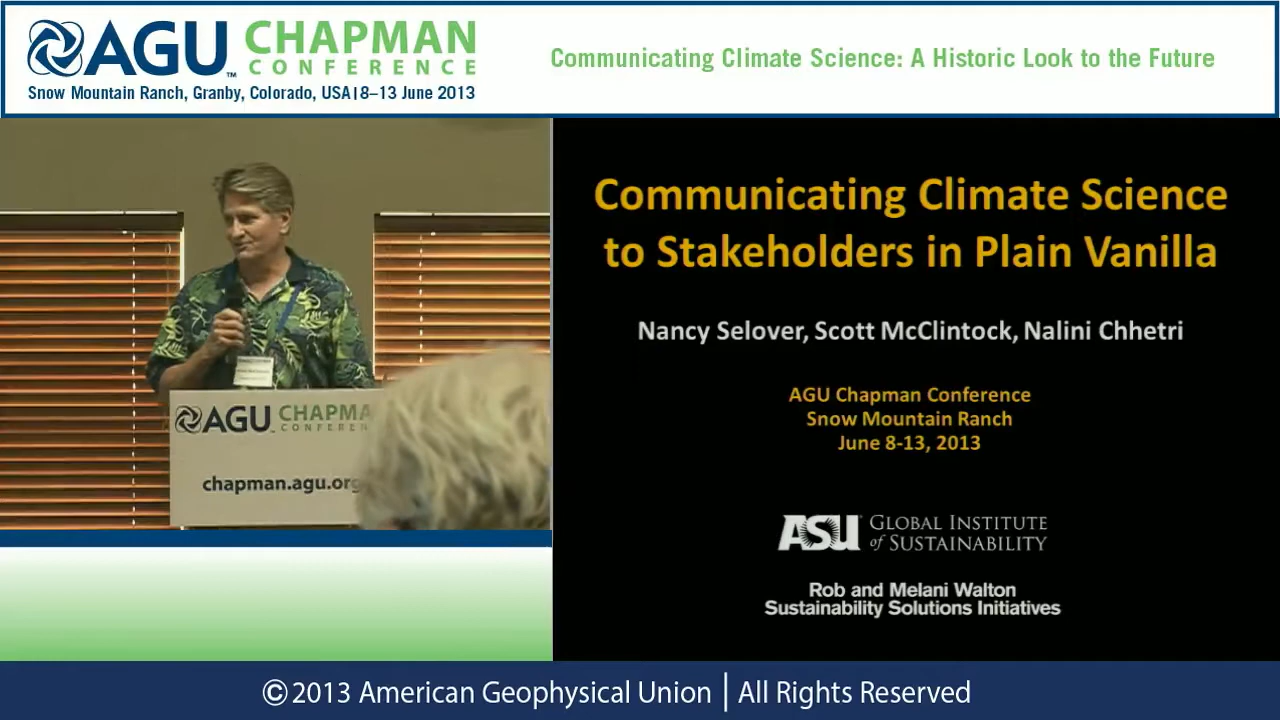 AGU™ CHAPMAN
CONFERENCE
Snow Mountain Ranch, Granby, Colorado, USA|8–13 June 2013
Communicating Climate Science: A Historic Look to the Future
AGU CHAPMA
CONFERENCE
chapman.agu.org
Communicating Climate Science
to Stakeholders in Plain Vanilla
Nancy Selover, Scott McClintock, Nalini Chhetri
AGU Chapman Conference
Snow Mountain Ranch
June 8-13, 2013
ASU GLOBAL INSTITUTE
of SUSTAINABILITY
Rob and Melani Walton
Sustainability Solutions Initiatives
©2013 American Geophysical Union | All Rights Reserved